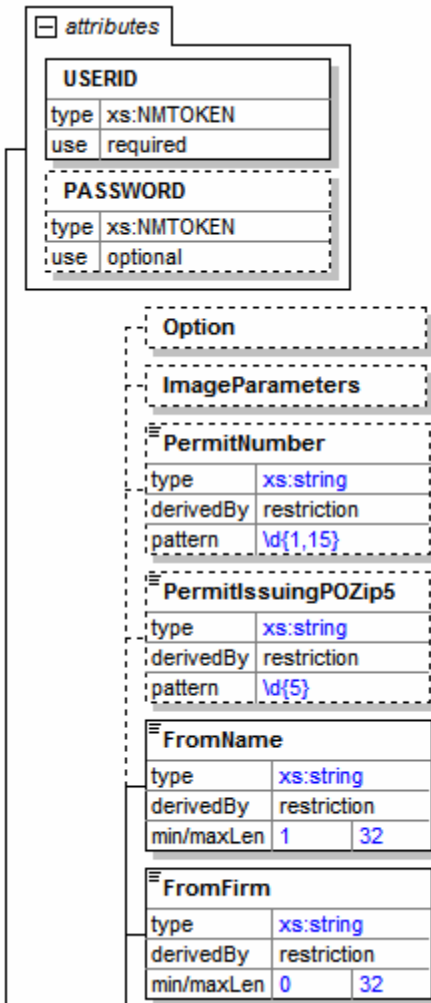 attributes
USERID
type xs:NMTOKEN
use required
PASSWORD
type xs:NMTOKEN
use optional
Option
ImageParameters
PermitNumber
type xs:string
derivedBy restriction
pattern \d{1,15}
PermitIssuingPOZip5
type xs:string
derivedBy restriction
pattern \d{5}
FromName
type xs:string
derivedBy restriction
min/maxLen 1 32
FromFirm
type xs:string
derivedBy restriction
min/maxLen 0 32